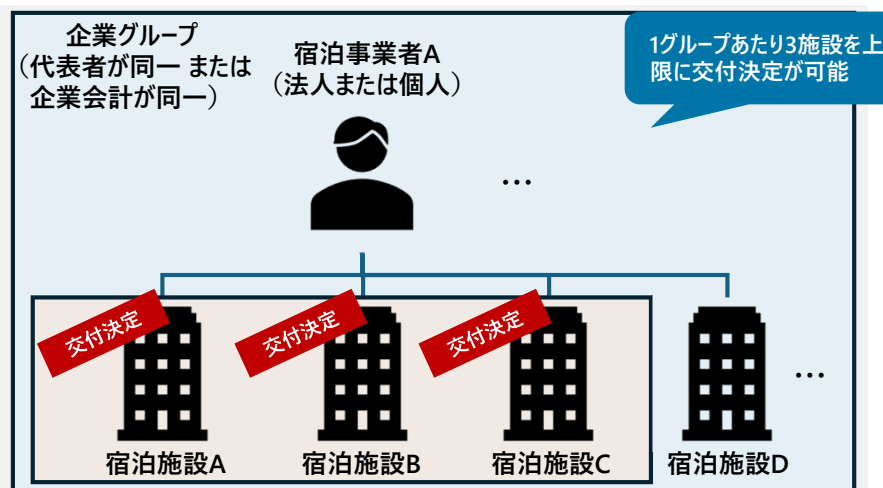 企業グループ
（代表者が同一 または
企業会計が同一）
宿泊事業者A
（法人または個人）
1グループあたり3施設を上
限に交付決定が可能
…
交付決定
交付決定
交付決定
…
宿泊施設A
宿泊施設B
宿泊施設C
宿泊施設D